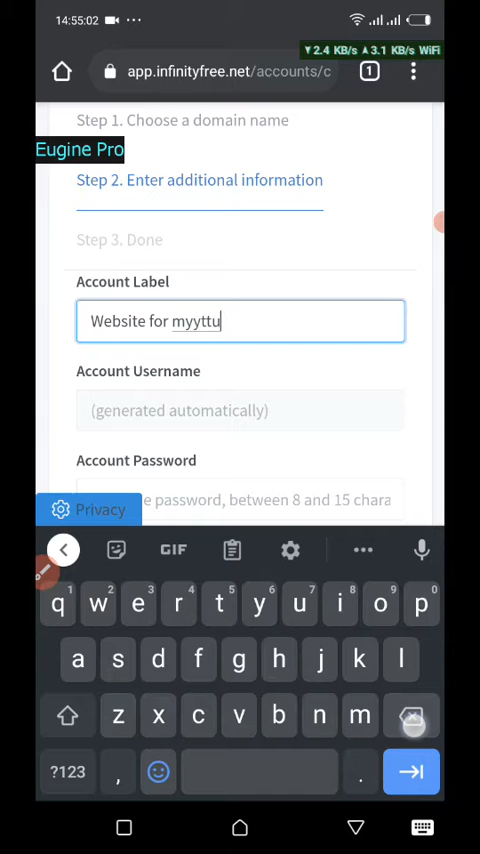 14:55:02
▾ 2.4 KB/s ▴ 3.1 KB/s WiFi
app.infinityfree.net/accounts/c
1
Step 1. Choose a domain name
Eugine Pro
Step 2. Enter additional information
Step 3. Done
Account Label
Website for myyttu
Account Username
(generated automatically)
Account Password
e password, between 8 and 15 chara
Privacy
GIF
1 2 3 4 5 6 7 8 9 0
q w e r t y u i o p
a s d f g h j k l
z x c v b n m
?123 , .